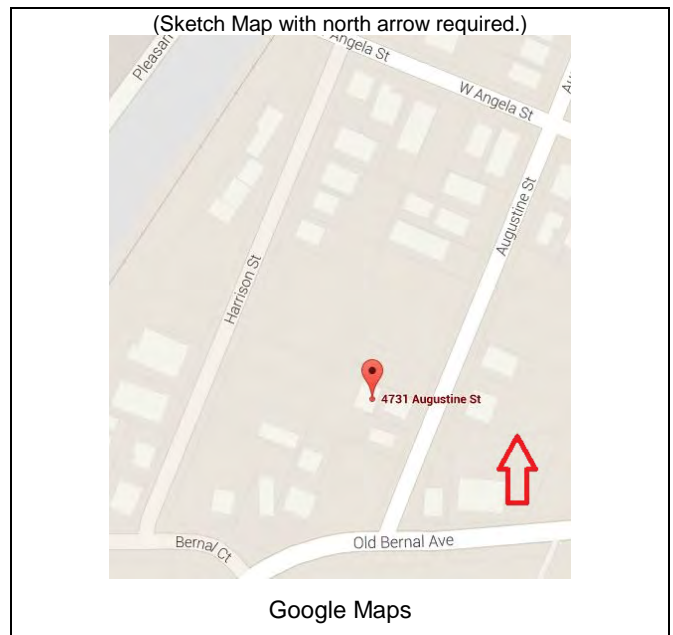 (Sketch Map with north arrow required.)
Angela St
Pleasan
W Angela St
Augustine St
Harrison St
4731 Augustine St
Bernal Ct
Old Bernal Ave
Google Maps